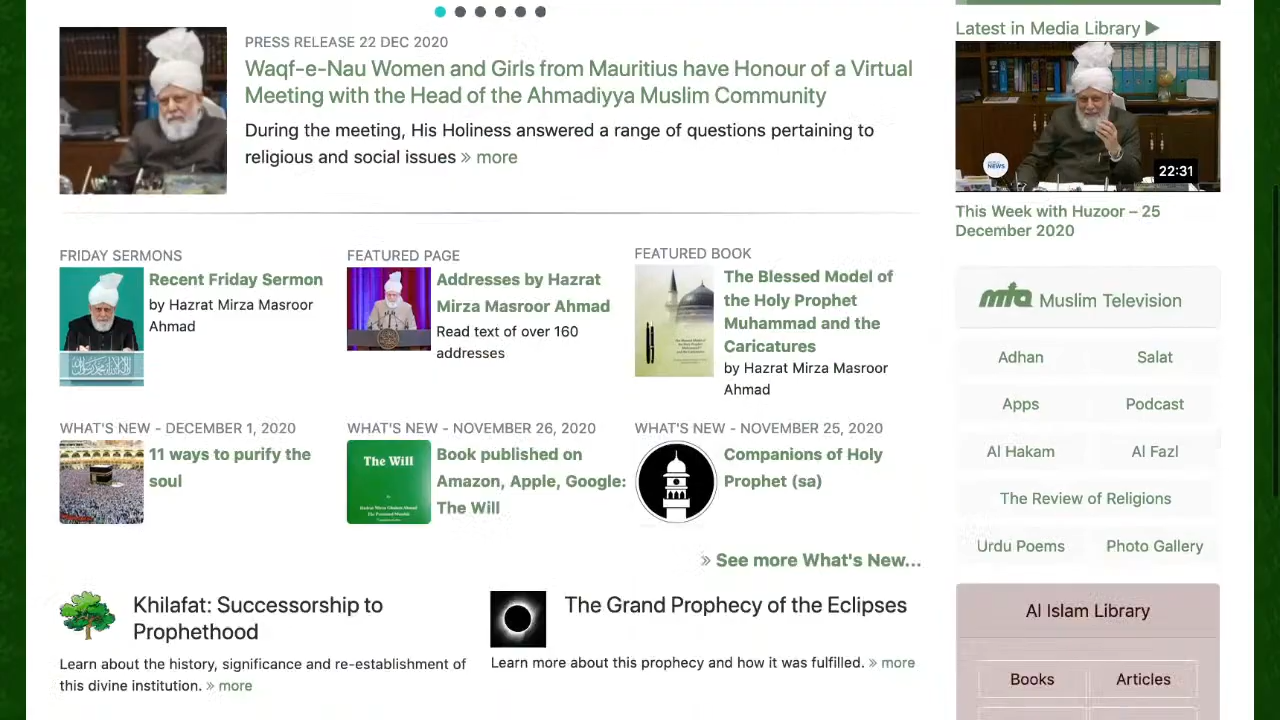 PRESS RELEASE 22 DEC 2020
Waqf-e-Nau Women and Girls from Mauritius have Honour of a Virtual
Meeting with the Head of the Ahmadiyya Muslim Community
During the meeting, His Holiness answered a range of questions pertaining to
religious and social issues » more
FRIDAY SERMONS
Recent Friday Sermon
by Hazrat Mirza Masroor
Ahmad
FEATURED PAGE
Addresses by Hazrat
Mirza Masroor Ahmad
Read text of over 160
addresses
FEATURED BOOK
The Blessed Model of
the Holy Prophet
Muhammad and the
Caricatures
by Hazrat Mirza Masroor
Ahmad
WHAT'S NEW - DECEMBER 1, 2020
11 ways to purify the
soul
WHAT'S NEW - NOVEMBER 26, 2020
The Will
Book published on
Amazon, Apple, Google:
The Will
WHAT'S NEW - NOVEMBER 25, 2020
Companions of Holy
Prophet (sa)
» See more What's New...
Khilafat: Successorship to
Prophethood
Learn about the history, significance and re-establishment of
this divine institution. » more
The Grand Prophecy of the Eclipses
Learn more about this prophecy and how it was fulfilled. » more
Latest in Media Library ▶
NEWS
22:31
This Week with Huzoor – 25
December 2020
mta Muslim Television
Adhan
Salat
Apps
Podcast
Al Hakam
Al Fazl
The Review of Religions
Urdu Poems
Photo Gallery
Al Islam Library
Books
Articles